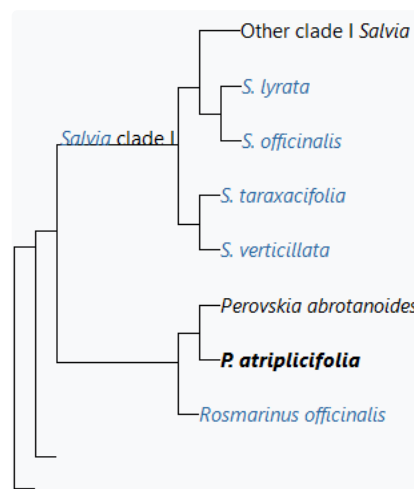 Other clade I Salvia
S. lyrata
Salvia clade I
S. officinalis
S. taraxacifolia
S. verticillata
Perovskia abrotanoides
P. atriplicifolia
Rosmarinus officinalis